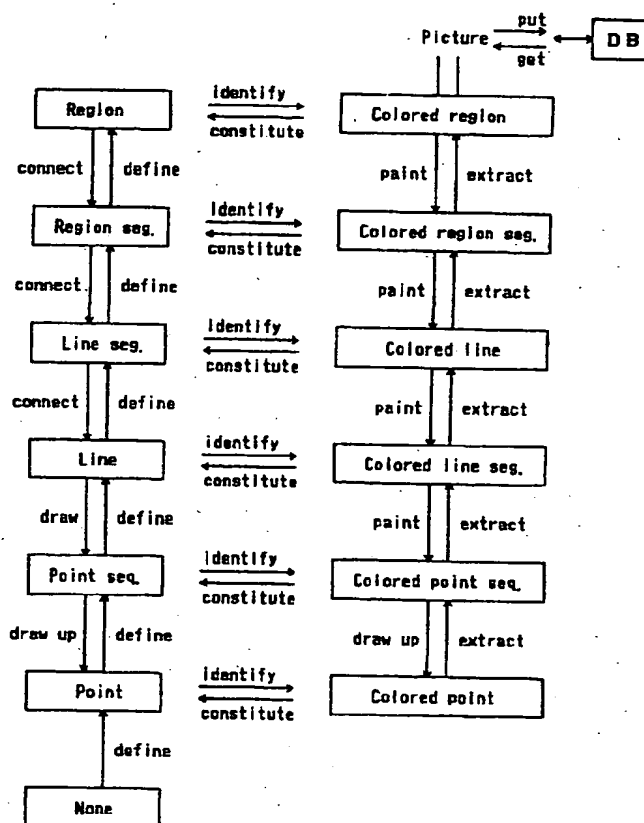 put
Picture
DB
get
identify
Region
Colored region
constitute
connect
define
paint
extract
identify
Region seg.
Colored region seg.
constitute
connect
define
paint
extract
identify
Line seg.
Colored line
constitute
connect
define
paint
extract
identify
Line
Colored line seg.
constitute
draw
define
paint
extract
identify
Point seq.
Colored point seq.
constitute
draw up
define
draw up
extract
identify
Point
Colored point
constitute
define
None